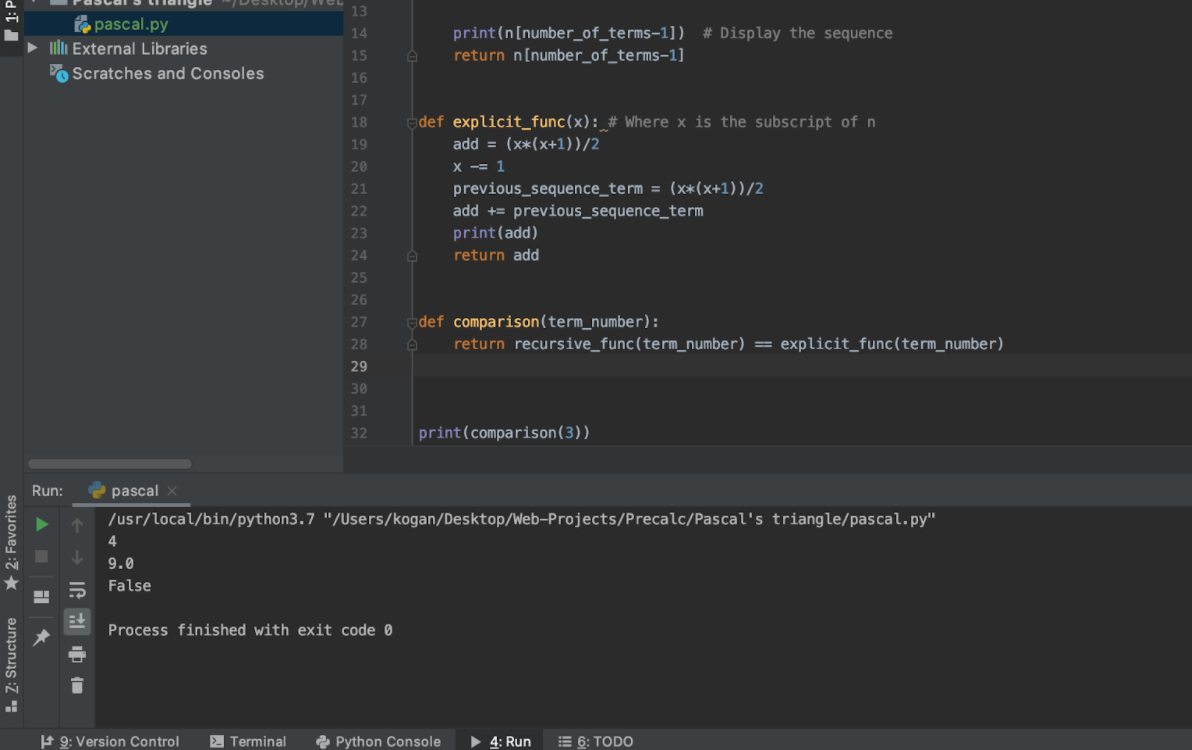 1: P
Pascal's triangle ~/Desktop/Web
pascal.py
External Libraries
Scratches and Consoles
13
14 print(n[number_of_terms-1])  # Display the sequence
15 return n[number_of_terms-1]
16
17
18 def explicit_func(x): # Where x is the subscript of n
19 add = (x*(x+1))/2
20 x -= 1
21 previous_sequence_term = (x*(x+1))/2
22 add += previous_sequence_term
23 print(add)
24 return add
25
26
27 def comparison(term_number):
28 return recursive_func(term_number) == explicit_func(term_number)
29
30
31
32 print(comparison(3))
Run: pascal ×
/usr/local/bin/python3.7 "/Users/kogan/Desktop/Web-Projects/Precalc/Pascal's triangle/pascal.py"
4
9.0
False
Process finished with exit code 0
2: Favorites
Z: Structure
9: Version Control Terminal Python Console 4: Run 6: TODO